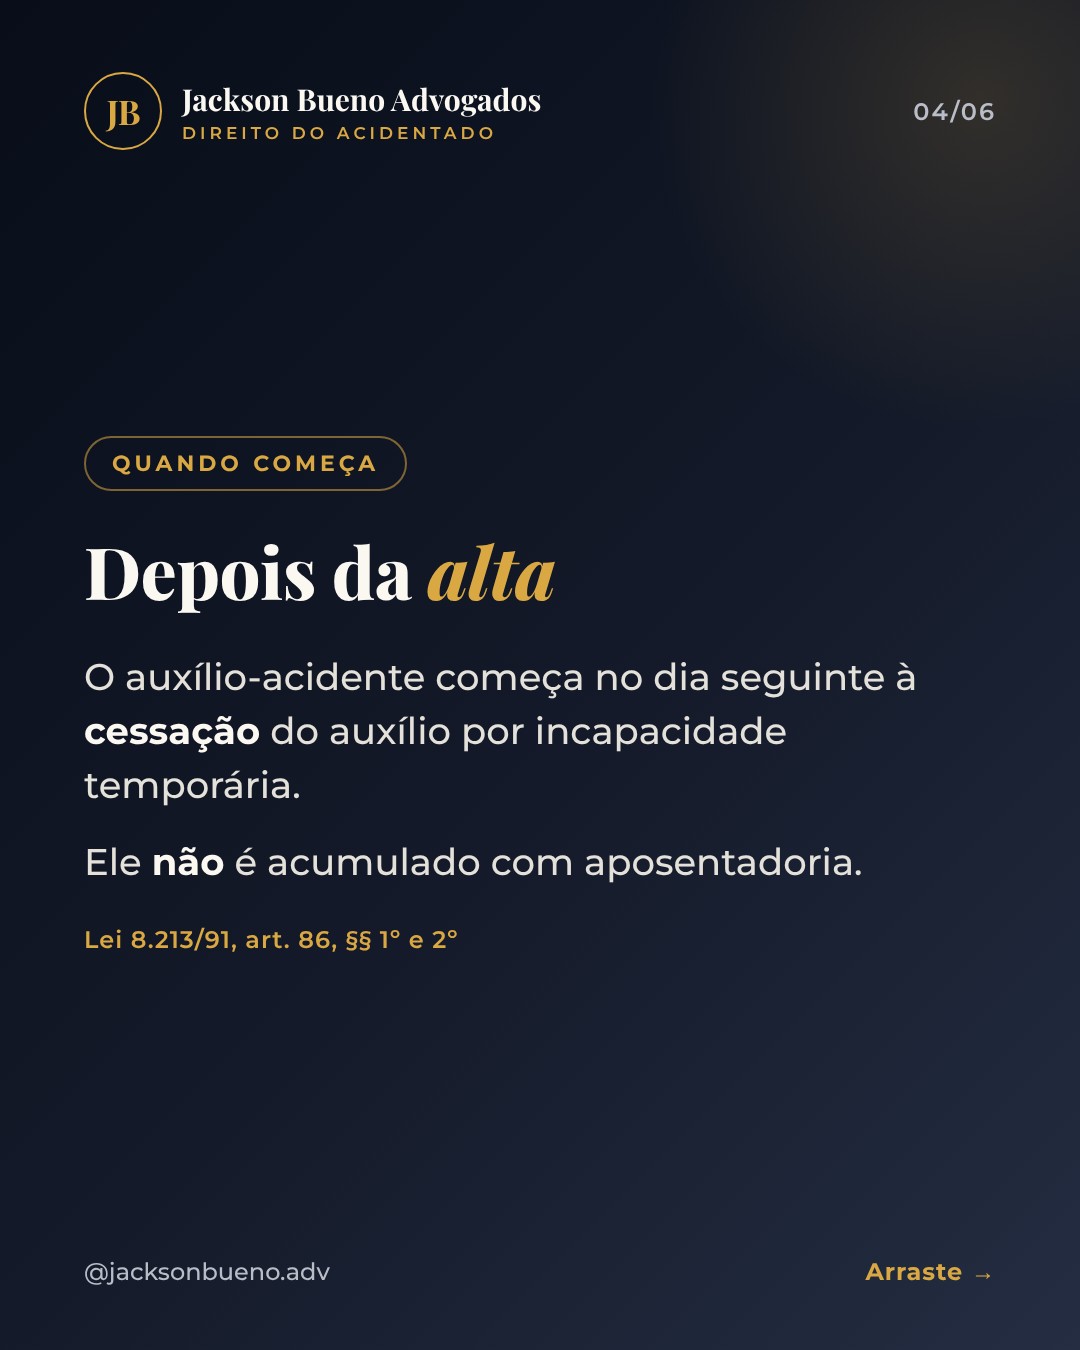 JB
Jackson Bueno Advogados
DIREITO DO ACIDENTADO
04/06
QUANDO COMEÇA
Depois da alta
O auxílio-acidente começa no dia seguinte à
cessação do auxílio por incapacidade
temporária.
Ele não é acumulado com aposentadoria.
Lei 8.213/91, art. 86, §§ 1º e 2º
@jacksonbueno.adv
Arraste →